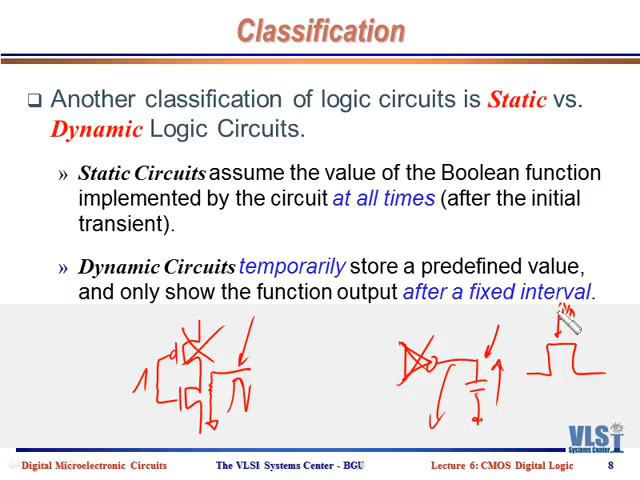 Classification
Another classification of logic circuits is Static vs.
Dynamic Logic Circuits.
» Static Circuits assume the value of the Boolean function
implemented by the circuit at all times (after the initial
transient).
» Dynamic Circuits temporarily store a predefined value,
and only show the function output after a fixed interval.
1
VLSI
Systems Center
Digital Microelectronic Circuits
The VLSI Systems Center - BGU
Lecture 6: CMOS Digital Logic
8